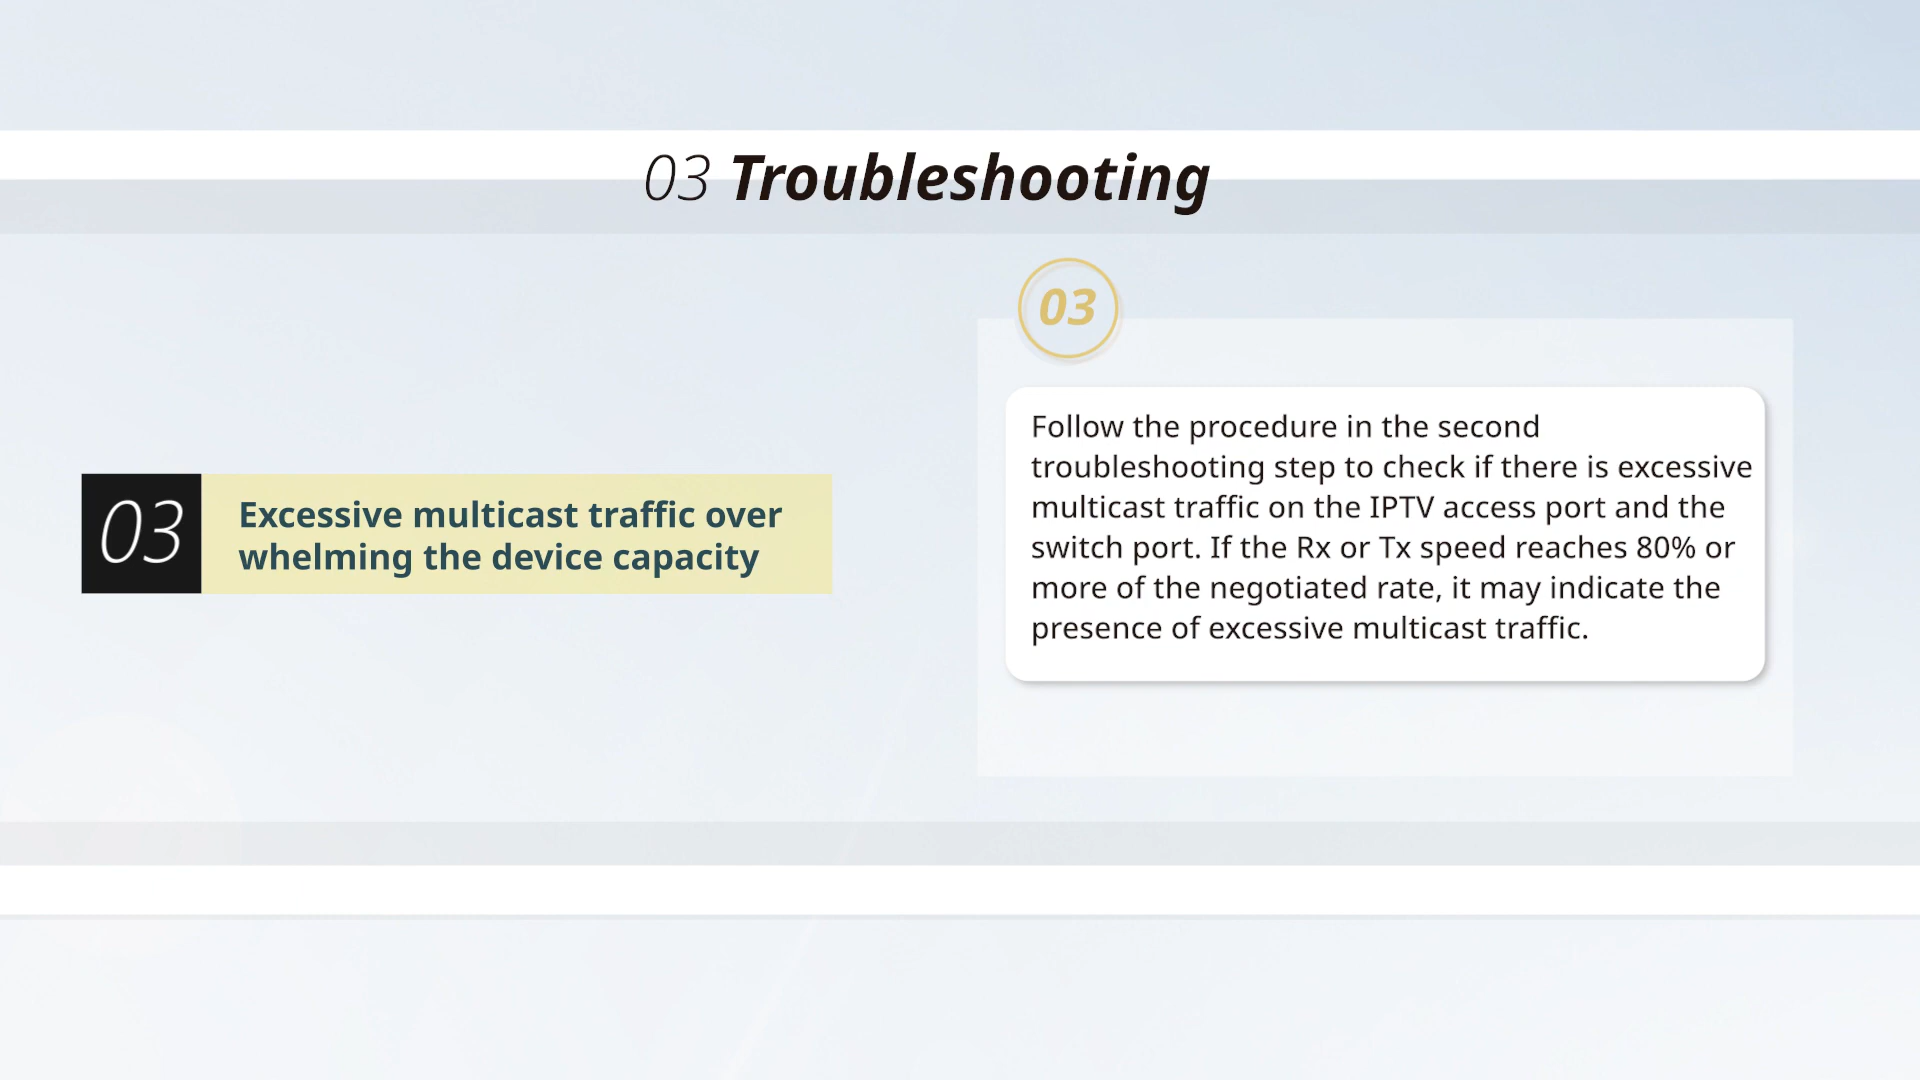 03 Troubleshooting
03
Excessive multicast traffic over
whelming the device capacity
03
Follow the procedure in the second
troubleshooting step to check if there is excessive
multicast traffic on the IPTV access port and the
switch port. If the Rx or Tx speed reaches 80% or
more of the negotiated rate, it may indicate the
presence of excessive multicast traffic.